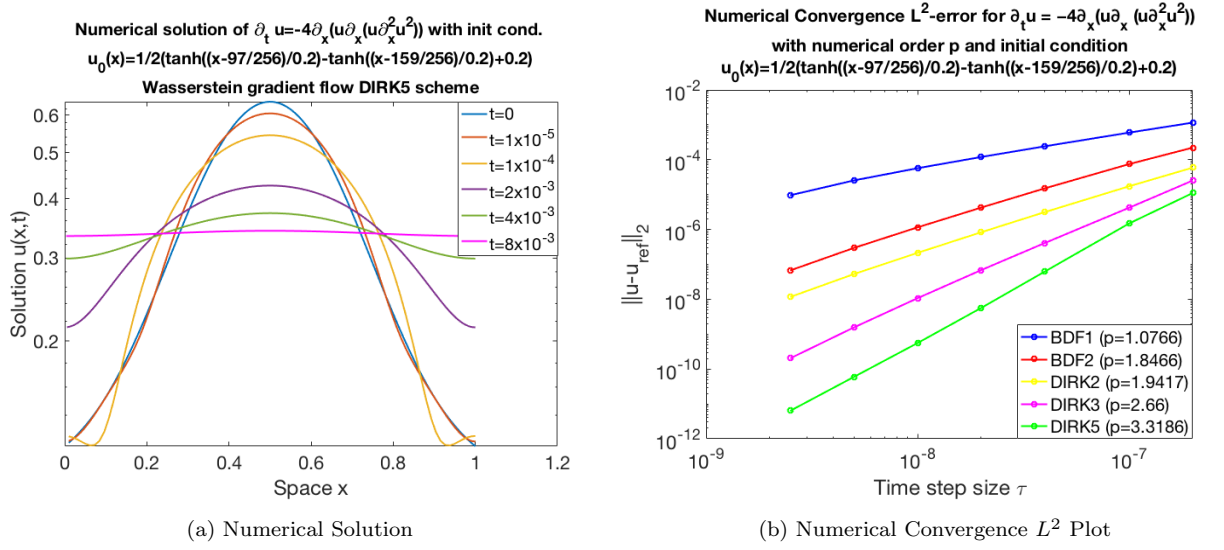 Numerical solution of ∂t u=-4∂x(u∂x(u∂x²u²)) with init cond.
u0(x)=1/2(tanh((x-97/256)/0.2)-tanh((x-159/256)/0.2)+0.2)
Wasserstein gradient flow DIRK5 scheme
0.6
0.5
0.4
0.3
0.2
Solution u(x,t)
t=0
t=1x10⁻⁵
t=1x10⁻⁴
t=2x10⁻³
t=4x10⁻³
t=8x10⁻³
0 0.2 0.4 0.6 0.8 1 1.2
Space x
(a) Numerical Solution
Numerical Convergence L²-error for ∂tu = −4∂x(u∂x (u∂x²u²))
with numerical order p and initial condition
u0(x)=1/2(tanh((x-97/256)/0.2)-tanh((x-159/256)/0.2)+0.2)
10⁻²
10⁻⁴
10⁻⁶
10⁻⁸
10⁻¹⁰
10⁻¹²
||u-uref||2
BDF1 (p=1.0766)
BDF2 (p=1.8466)
DIRK2 (p=1.9417)
DIRK3 (p=2.66)
DIRK5 (p=3.3186)
10⁻⁹ 10⁻⁸ 10⁻⁷
Time step size τ
(b) Numerical Convergence L² Plot